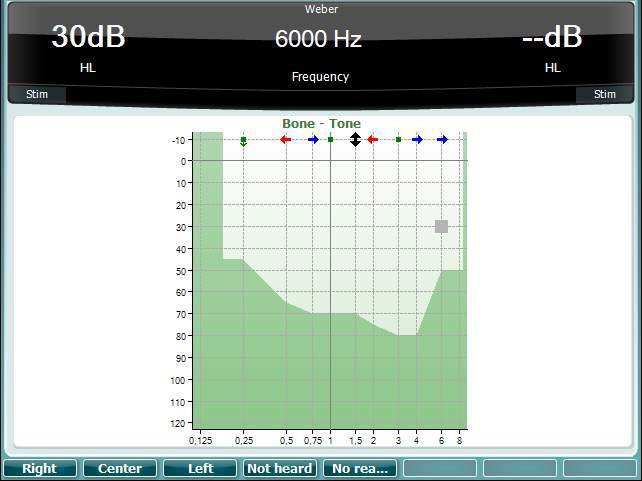 Weber
30dB
6000 Hz
--dB
HL
Frequency
HL
Stim
Stim
Bone - Tone
-10
0
10
20
30
40
50
60
70
80
90
100
110
120
0,125 0,25 0,5 0,75 1 1,5 2 3 4 6 8
Right Center Left Not heard No rea...